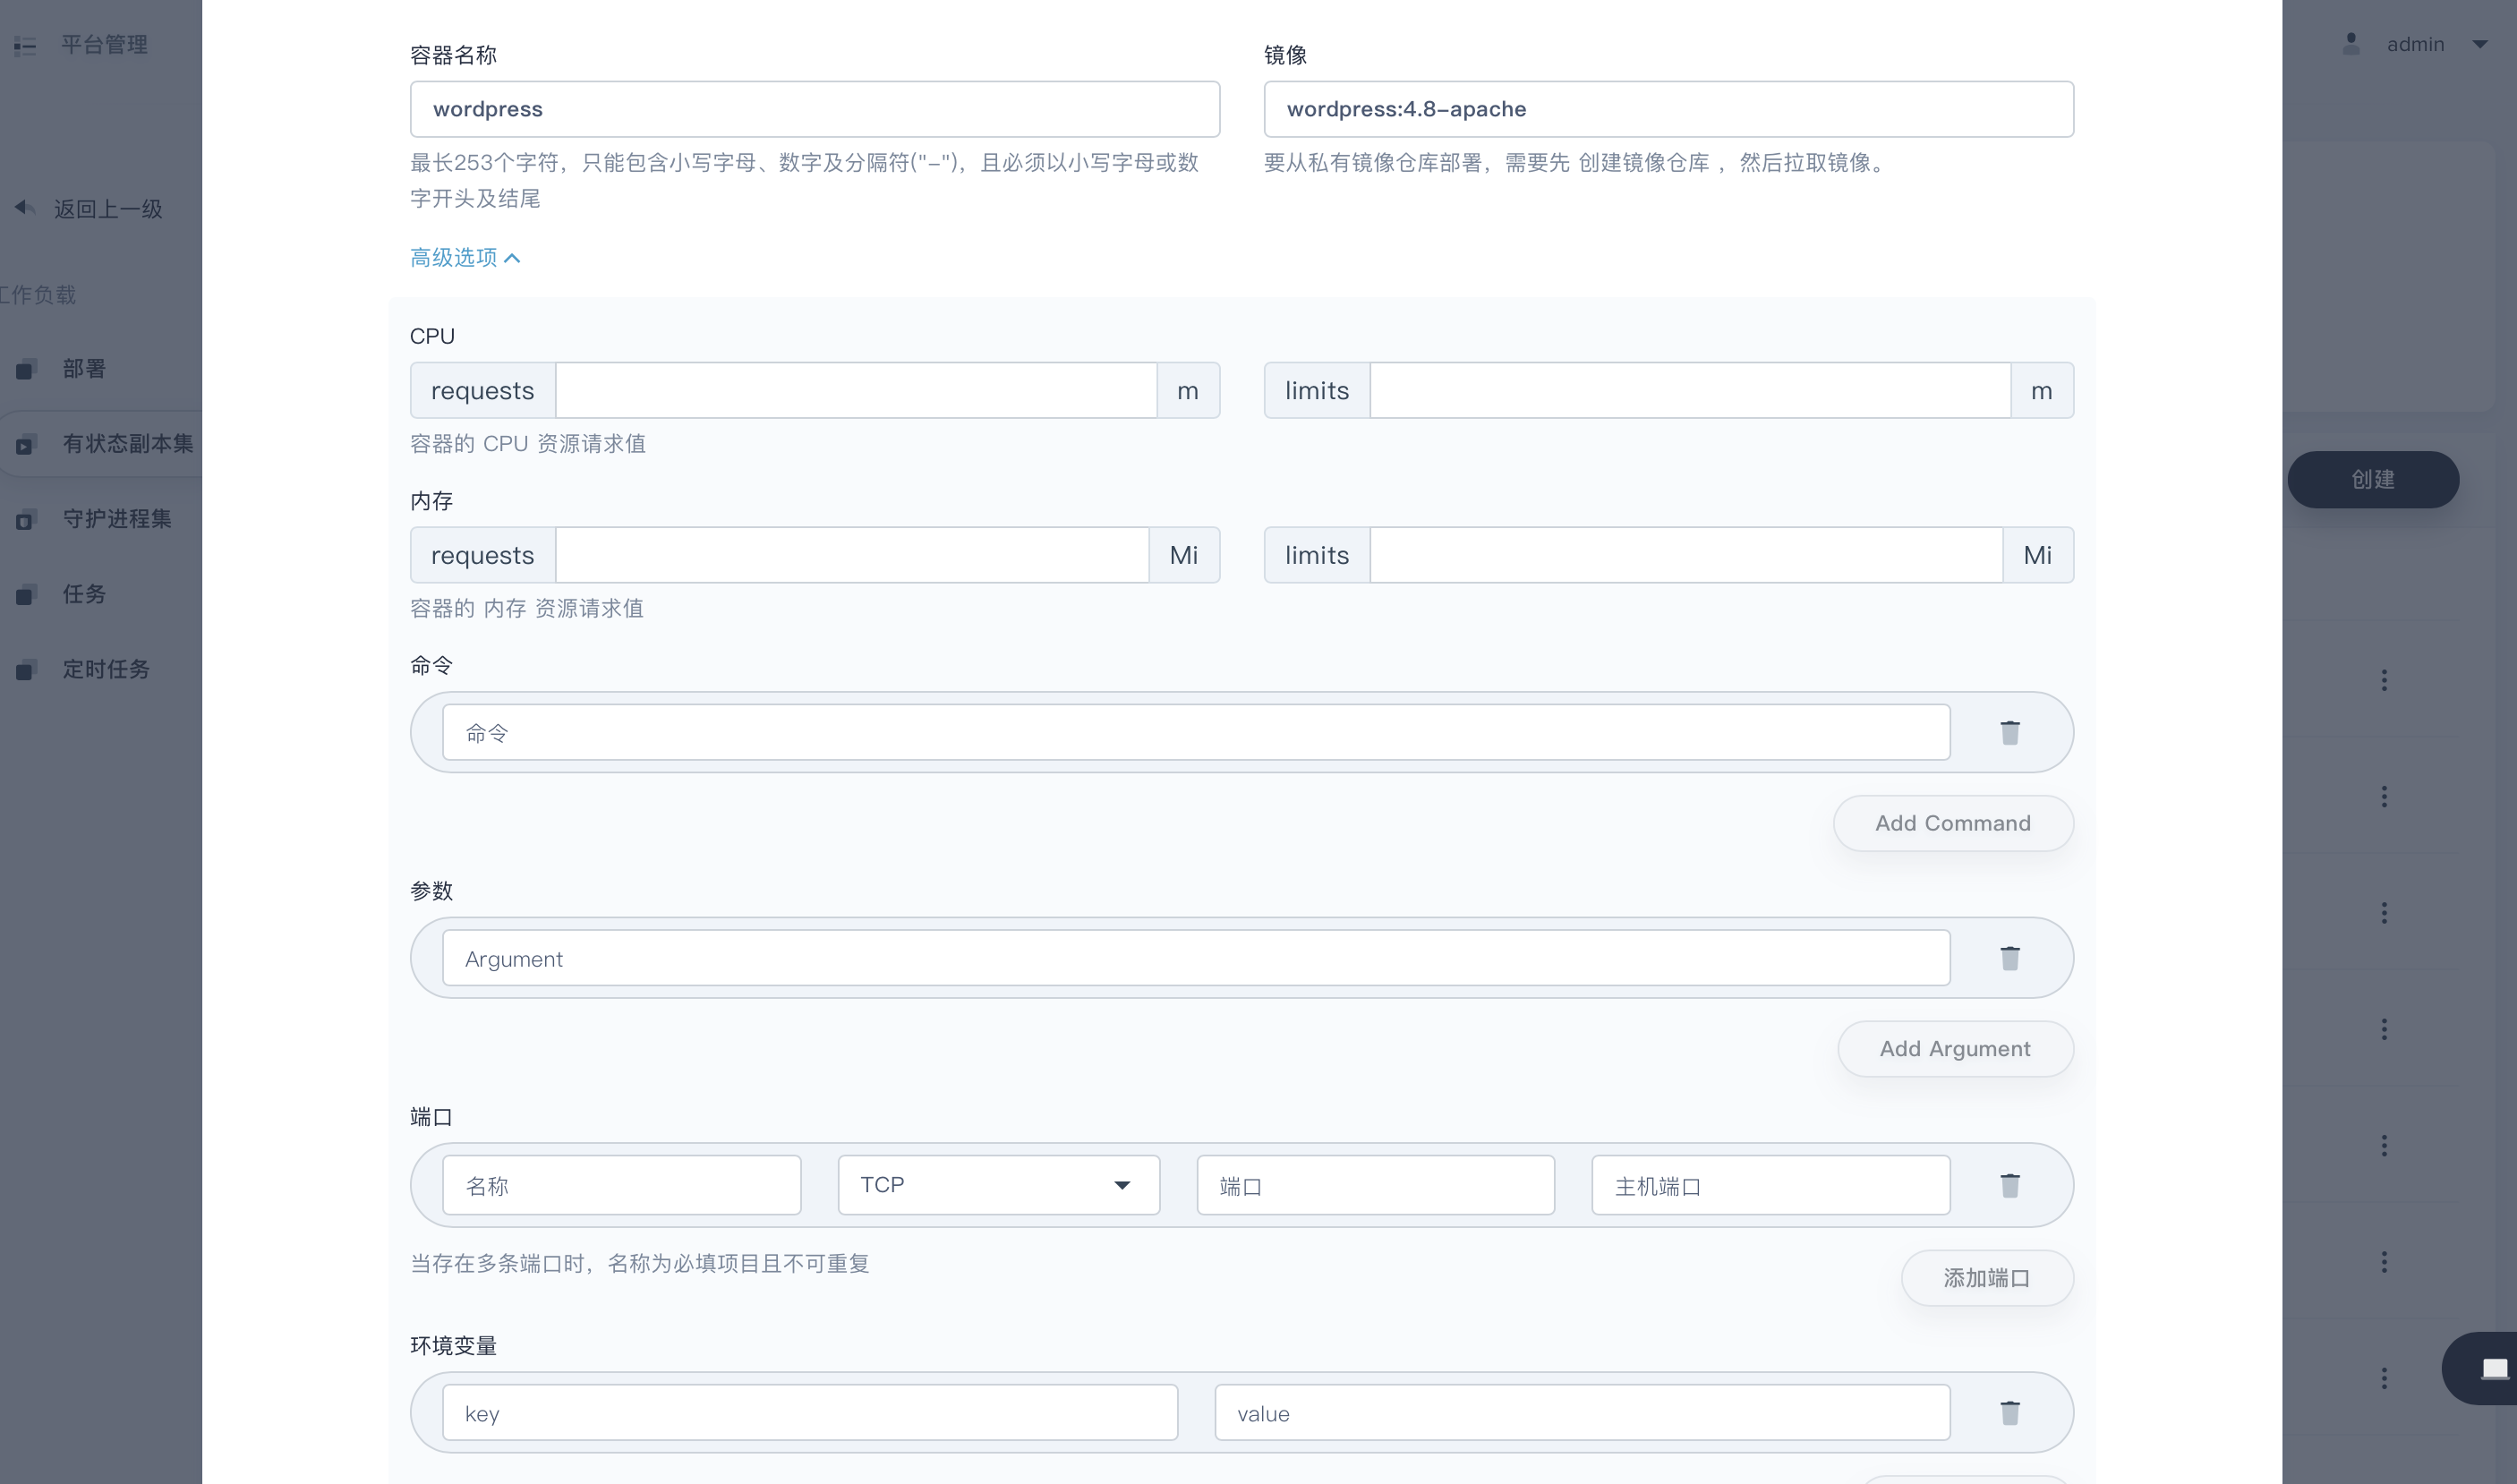 平台管理
admin
返回上一级
工作负载
部署
有状态副本集
守护进程集
任务
定时任务
创建
容器名称
wordpress
最长253个字符，只能包含小写字母、数字及分隔符("-")，且必须以小写字母或数
字开头及结尾
镜像
wordpress:4.8-apache
要从私有镜像仓库部署，需要先 创建镜像仓库 ，然后拉取镜像。
高级选项
CPU
requests m limits m
容器的 CPU 资源请求值
内存
requests Mi limits Mi
容器的 内存 资源请求值
命令
命令
Add Command
参数
Argument
Add Argument
端口
名称 TCP 端口 主机端口
当存在多条端口时，名称为必填项目且不可重复
添加端口
环境变量
key value